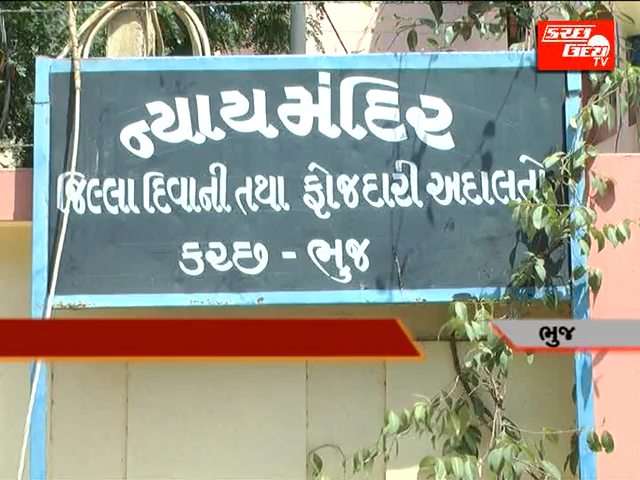 કચ્છ
ઉદય
TV
ન્યાયમંદિર
જિલ્લા દિવાની તથા ફોજદારી અદાલતો
કચ્છ - ભુજ
ભુજ